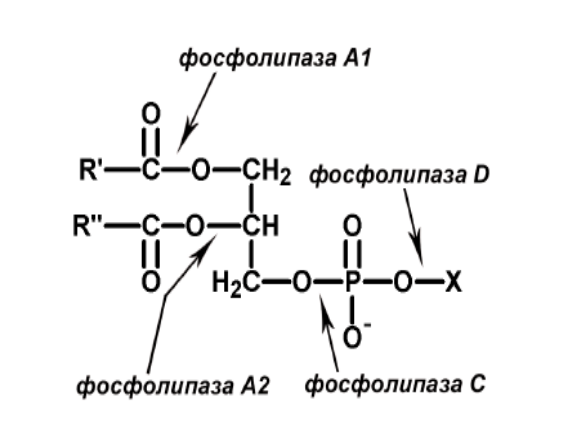 фосфолипаза A1
O
R' C O CH2 фосфолипаза D
R" C O CH O
O H2C O P O X
O-
фосфолипаза A2 фосфолипаза C